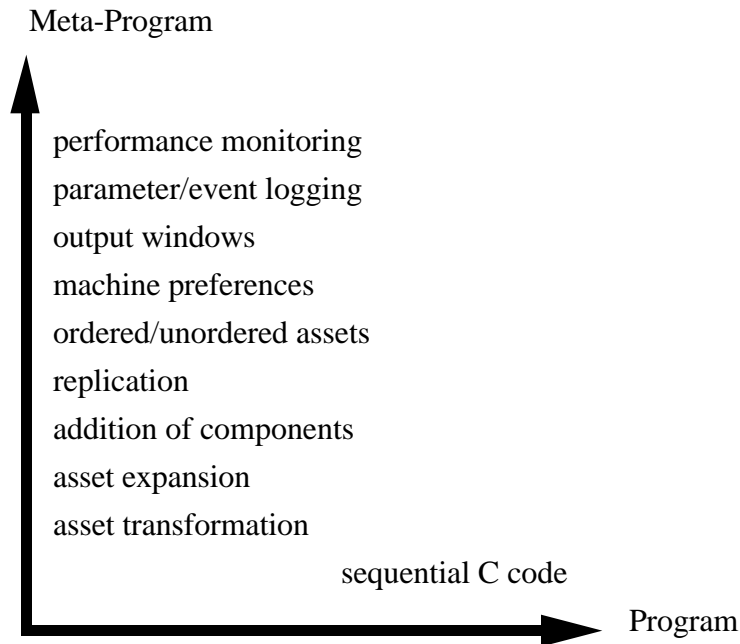 Meta-Program
performance monitoring
parameter/event logging
output windows
machine preferences
ordered/unordered assets
replication
addition of components
asset expansion
asset transformation
sequential C code
Program